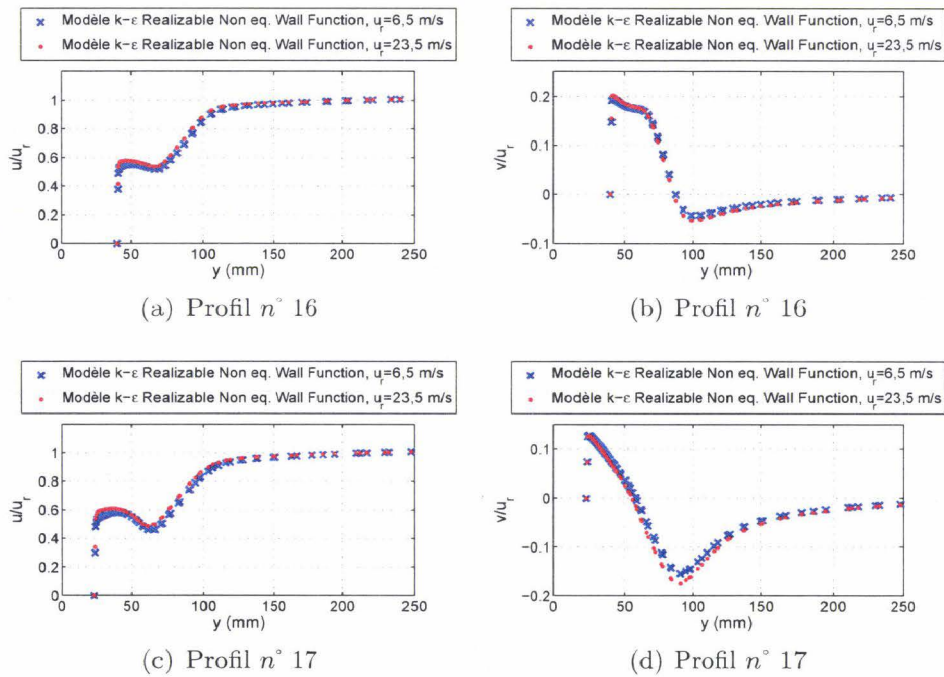 Modèle k-ε Realizable Non eq. Wall Function, u_r=6,5 m/s
Modèle k-ε Realizable Non eq. Wall Function, u_r=23,5 m/s
u/u_r
1
0.8
0.6
0.4
0.2
0
0 50 100 150 200 250
y (mm)
(a) Profil n° 16
Modèle k-ε Realizable Non eq. Wall Function, u_r=6,5 m/s
Modèle k-ε Realizable Non eq. Wall Function, u_r=23,5 m/s
v/u_r
0.2
0.1
0
-0.1
0 50 100 150 200 250
y (mm)
(b) Profil n° 16
Modèle k-ε Realizable Non eq. Wall Function, u_r=6,5 m/s
Modèle k-ε Realizable Non eq. Wall Function, u_r=23,5 m/s
u/u_r
1
0.8
0.6
0.4
0.2
0
0 50 100 150 200 250
y (mm)
(c) Profil n° 17
Modèle k-ε Realizable Non eq. Wall Function, u_r=6,5 m/s
Modèle k-ε Realizable Non eq. Wall Function, u_r=23,5 m/s
v/u_r
0.1
0
-0.1
-0.2
0 50 100 150 200 250
y (mm)
(d) Profil n° 17